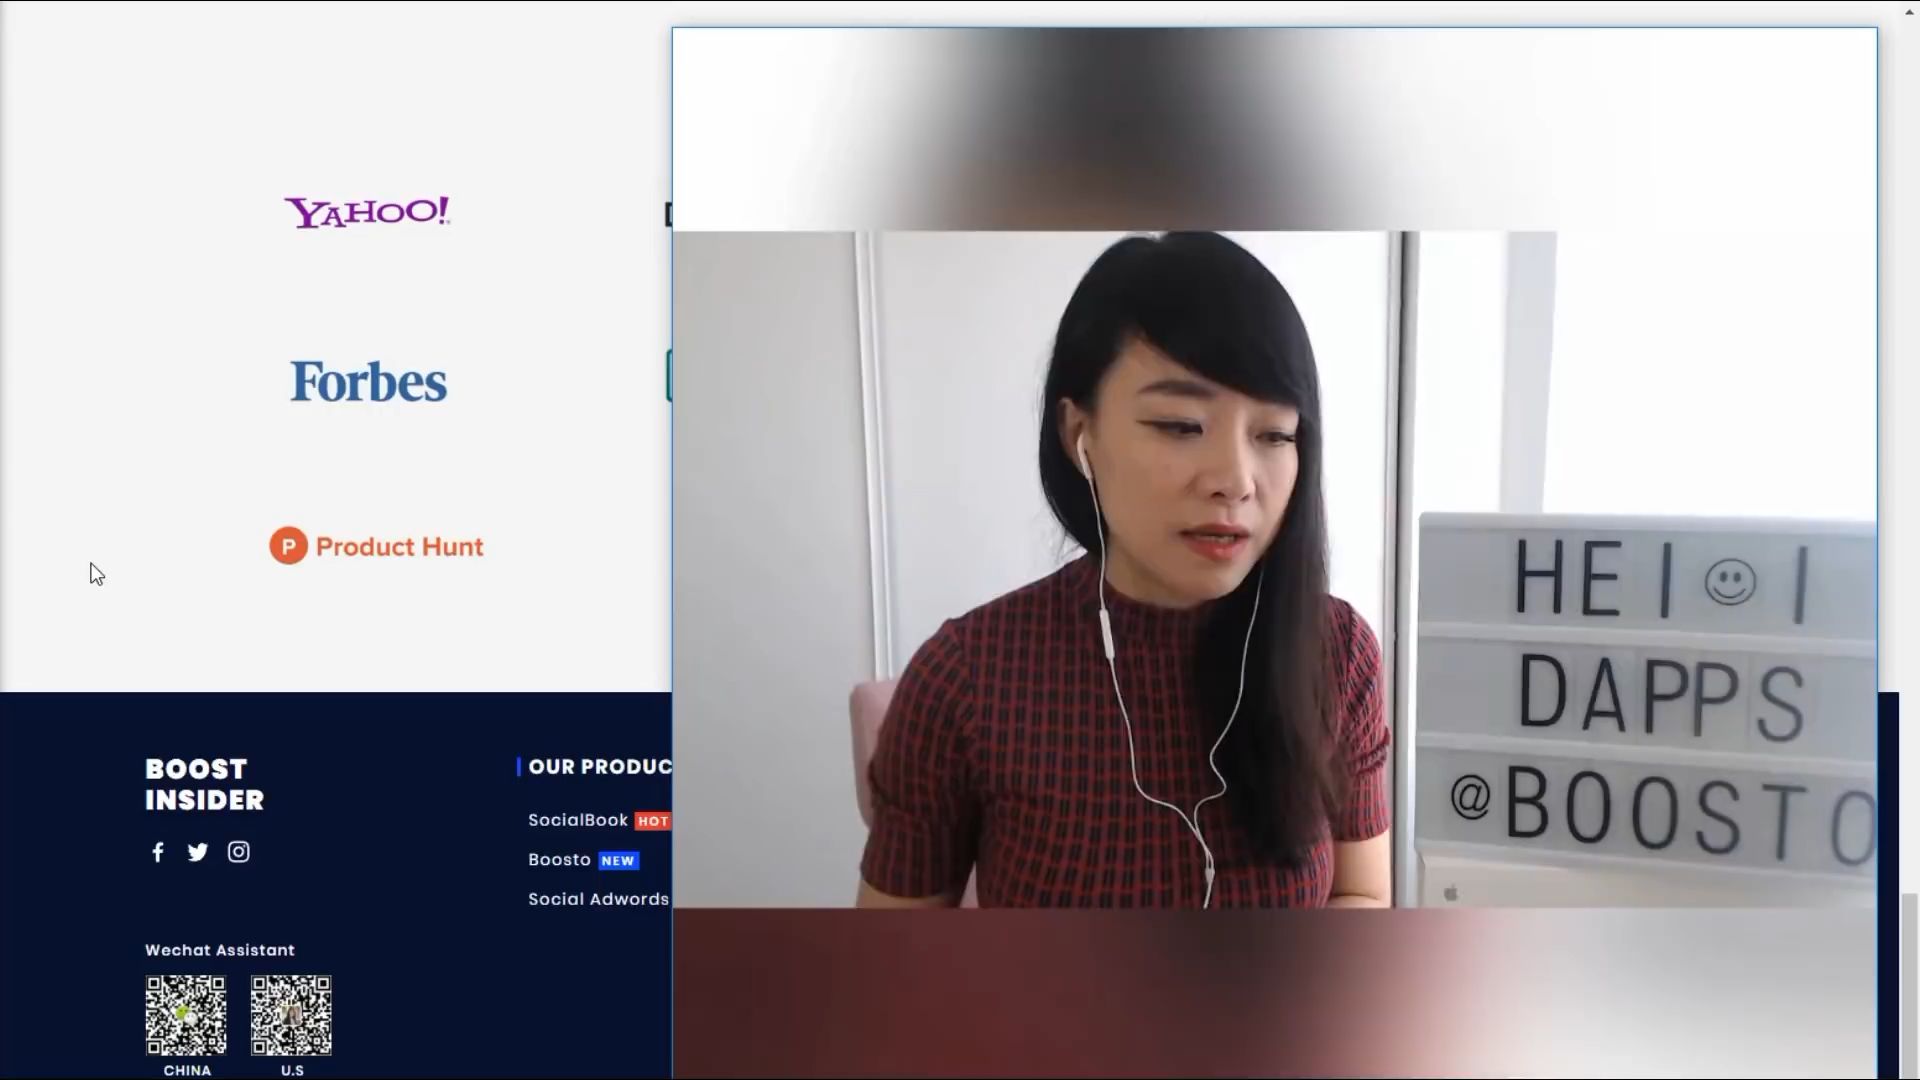 YAHOO!
Forbes
P Product Hunt
BOOST
INSIDER
OUR PRODUC
SocialBook HOT
Boosto NEW
Social Adwords
Wechat Assistant
CHINA
U.S
HEI☺I
DAPPS
@BOOSTO